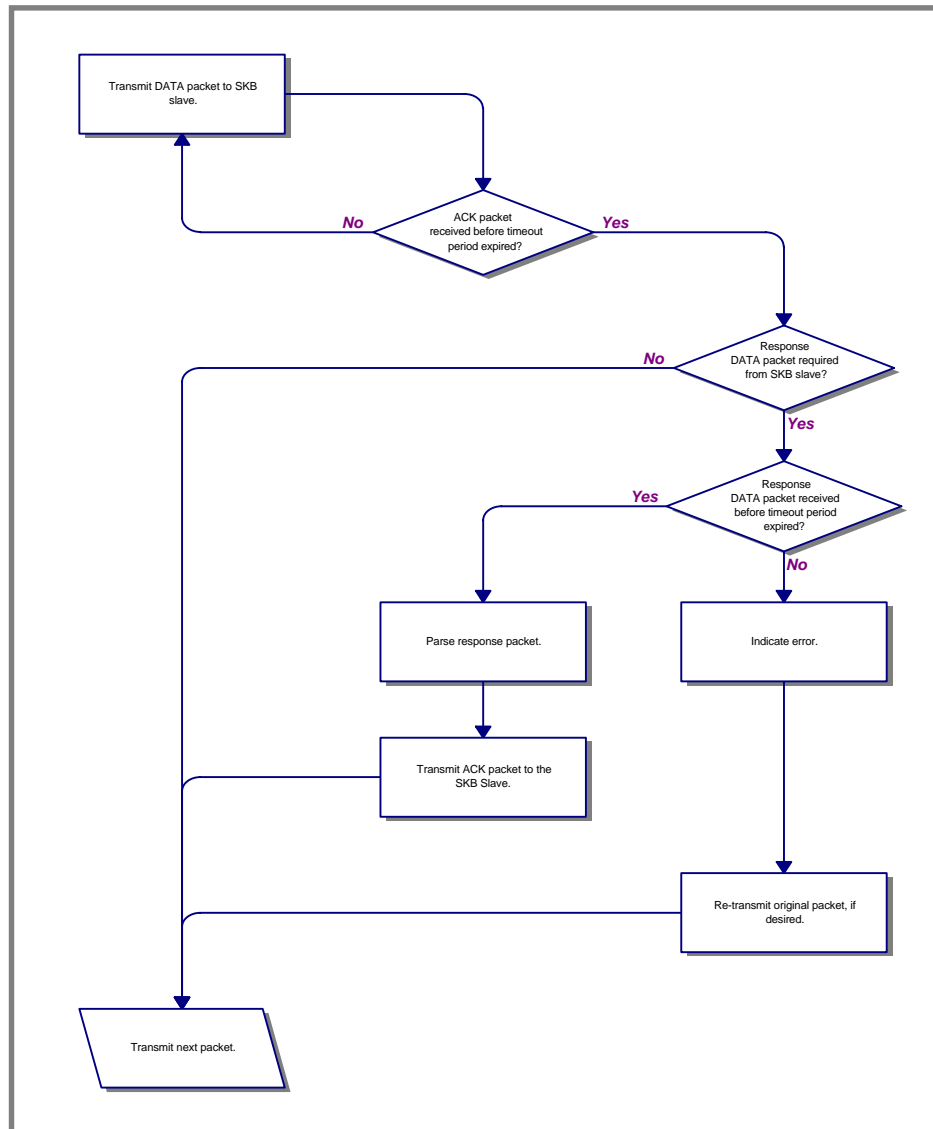 Transmit DATA packet to SKB
slave.
ACK packet
received before timeout
period expired?
No
Yes
Response
DATA packet required
from SKB slave?
No
Yes
Response
DATA packet received
before timeout period
expired?
Yes
No
Parse response packet.
Indicate error.
Transmit ACK packet to the
SKB Slave.
Re-transmit original packet, if
desired.
Transmit next packet.